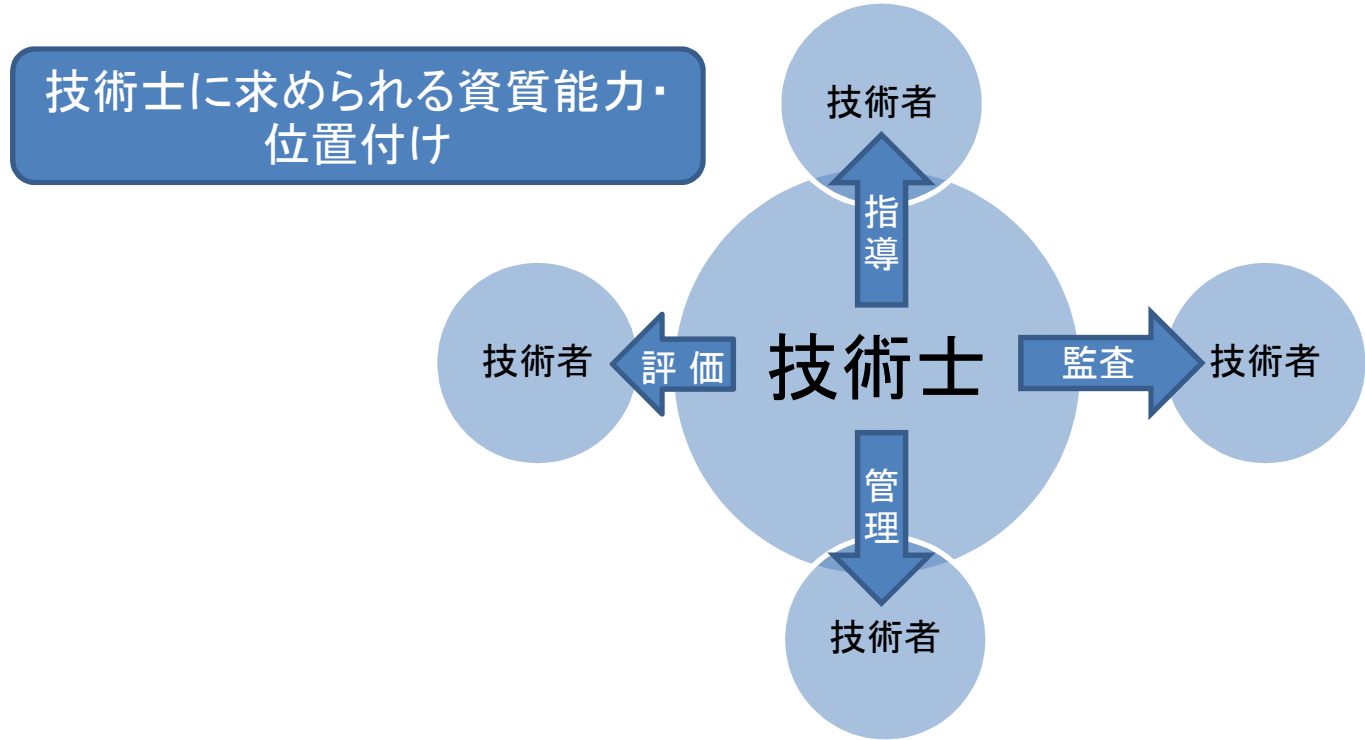 技術士に求められる資質能力・
位置付け
技術者
指導
技術者
評価
技術士
監査
技術者
管理
技術者